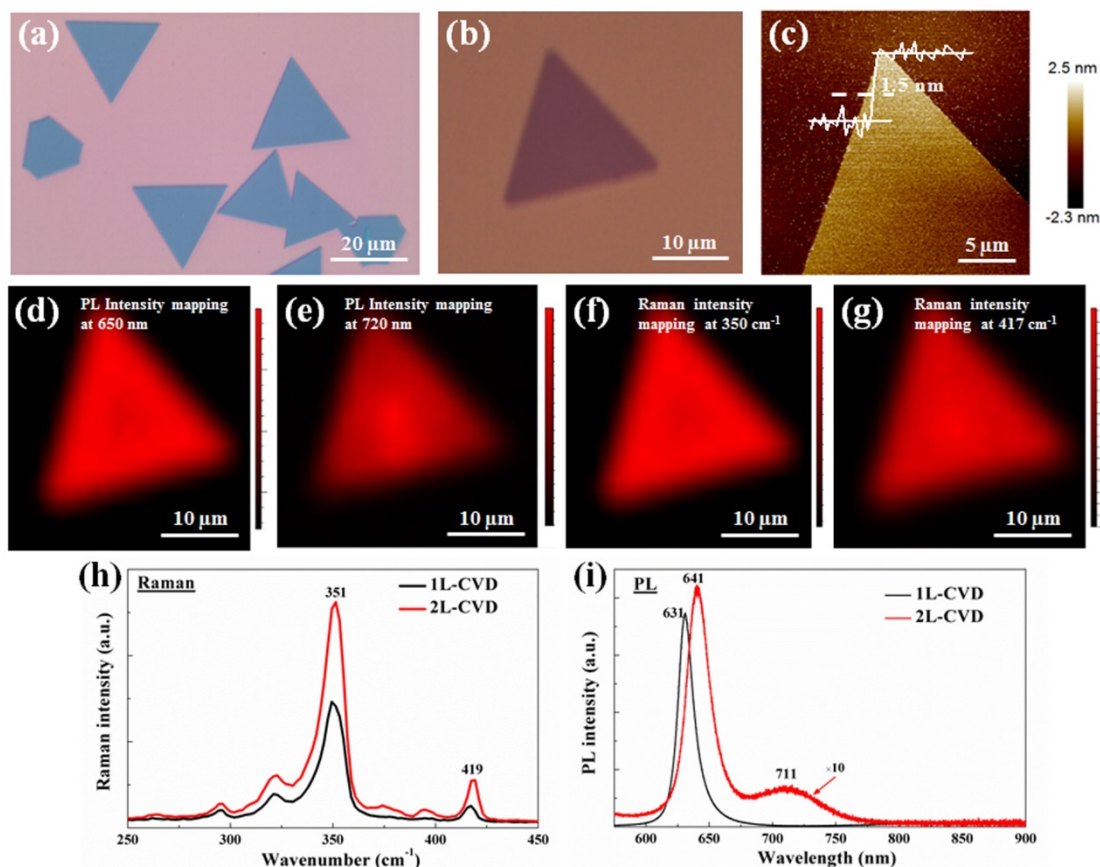 (a)
20 μm
(b)
10 μm
(c)
1.5 nm
5 μm
2.5 nm
-2.3 nm
(d)
PL Intensity mapping
at 650 nm
10 μm
(e)
PL Intensity mapping
at 720 nm
10 μm
(f)
Raman intensity
mapping at 350 cm⁻¹
10 μm
(g)
Raman intensity
mapping at 417 cm⁻¹
10 μm
(h)
Raman
351
419
1L-CVD
2L-CVD
Raman intensity (a.u.)
250 300 350 400 450
Wavenumber (cm⁻¹)
(i)
PL
641
631
711
×10
1L-CVD
2L-CVD
PL intensity (a.u.)
600 650 700 750 800 850 900
Wavelength (nm)